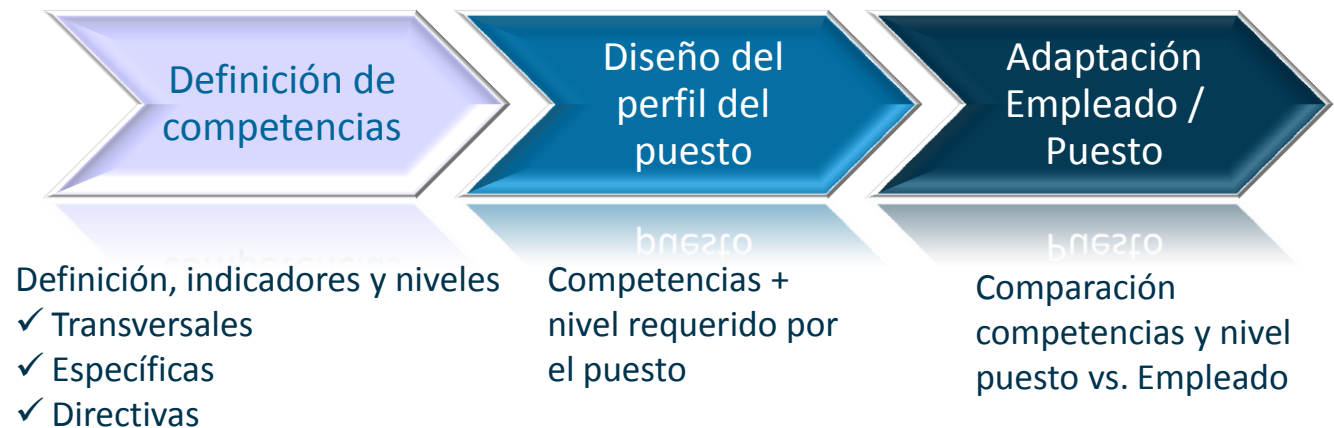 Definición de
competencias
Diseño del
perfil del
puesto
Adaptación
Empleado /
Puesto
Definición, indicadores y niveles
✓ Transversales
✓ Específicas
✓ Directivas
Competencias +
nivel requerido por
el puesto
Comparación
competencias y nivel
puesto vs. Empleado